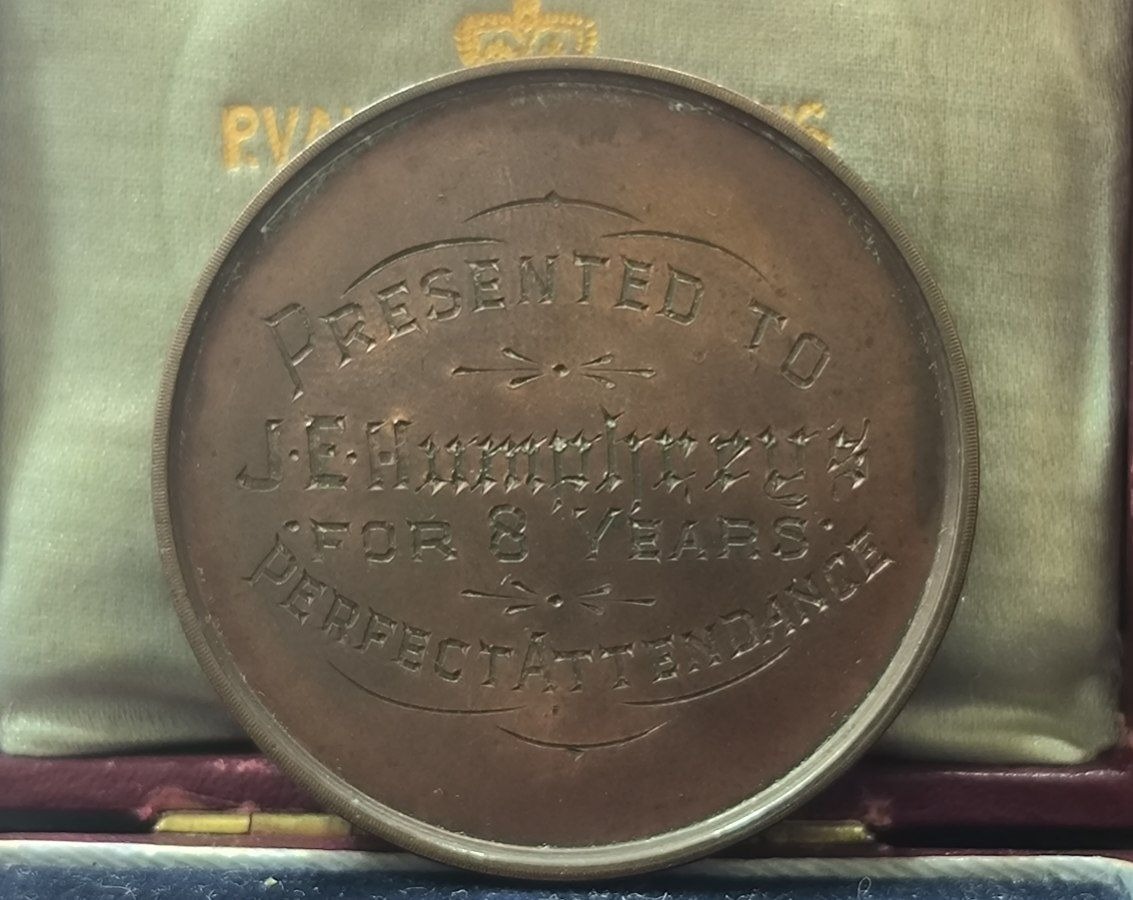 PRESENTED TO
J·E·Humphreys
·FOR 8 YEARS·
PERFECT ATTENDANCE